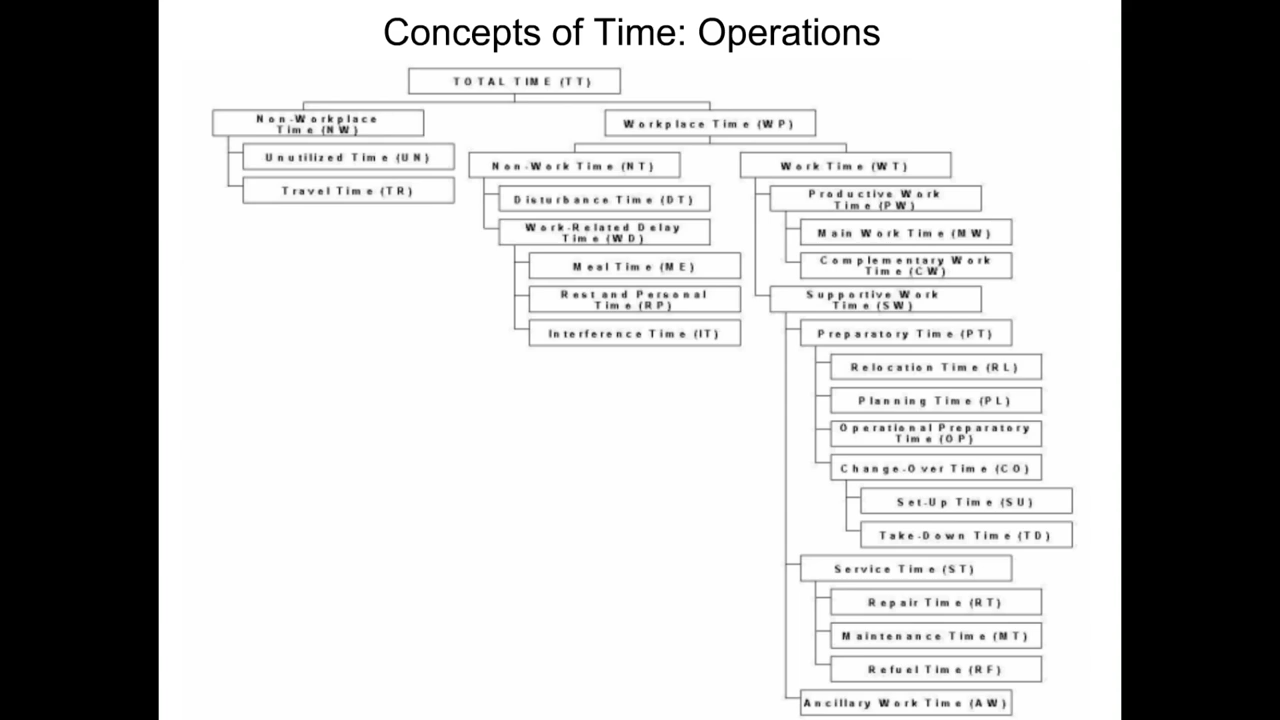 Concepts of Time: Operations
TOTAL TIME (TT)
Non-Workplace
Time (NW)
Unutilized Time (UN)
Travel Time (TR)
Workplace Time (WP)
Non-Work Time (NT)
Disturbance Time (DT)
Work-Related Delay
Time (WD)
Meal Time (ME)
Rest and Personal
Time (RP)
Interference Time (IT)
Work Time (WT)
Productive Work
Time (PW)
Main Work Time (MW)
Complementary Work
Time (CW)
Supportive Work
Time (SW)
Preparatory Time (PT)
Relocation Time (RL)
Planning Time (PL)
Operational Preparatory
Time (OP)
Change-Over Time (CO)
Set-Up Time (SU)
Take-Down Time (TD)
Service Time (ST)
Repair Time (RT)
Maintenance Time (MT)
Refuel Time (RF)
Ancillary Work Time (AW)